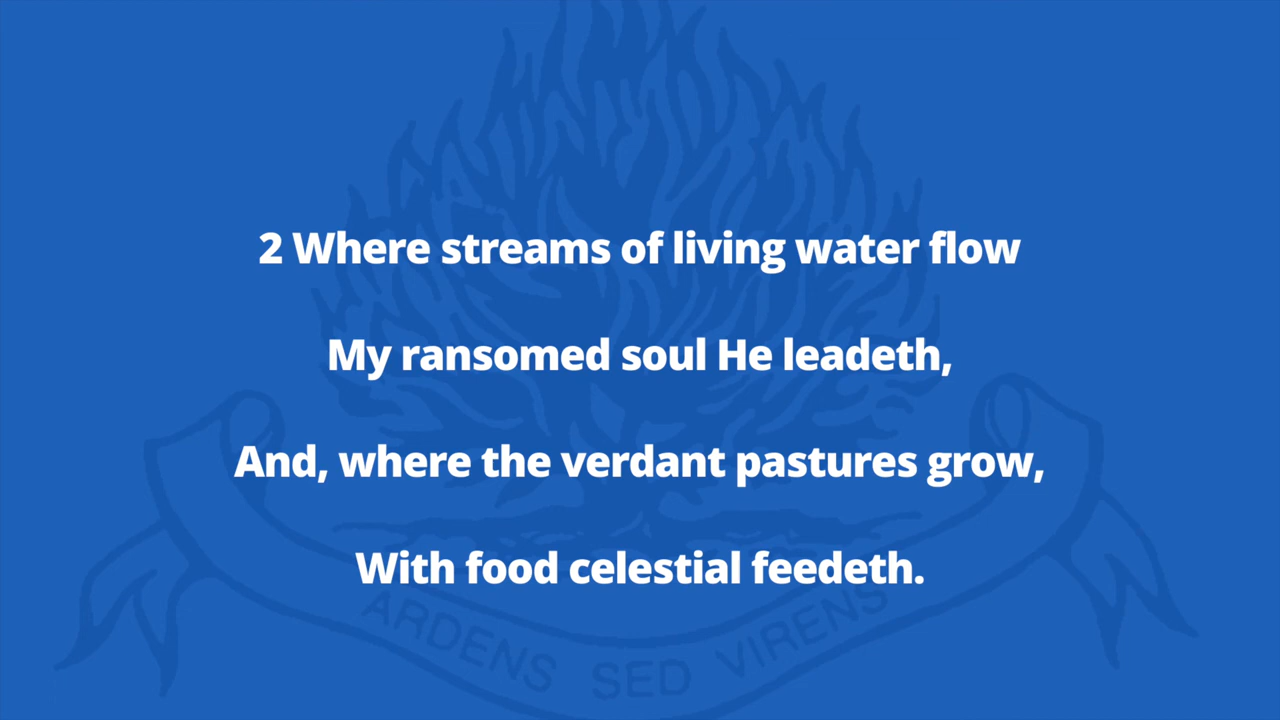 2 Where streams of living water flow
My ransomed soul He leadeth,
And, where the verdant pastures grow,
With food celestial feedeth.
ARDENS SED VIRENS